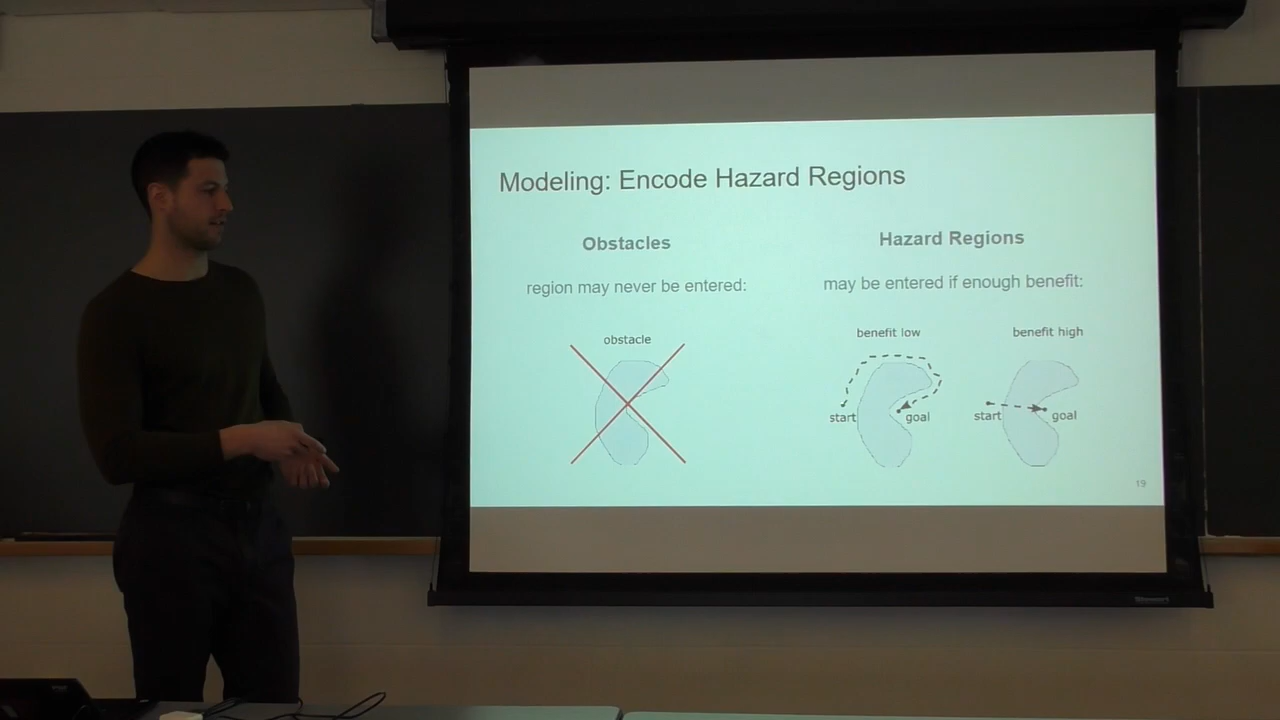 Modeling: Encode Hazard Regions
Obstacles
region may never be entered:
obstacle
Hazard Regions
may be entered if enough benefit:
benefit low
start
goal
benefit high
start
goal
19